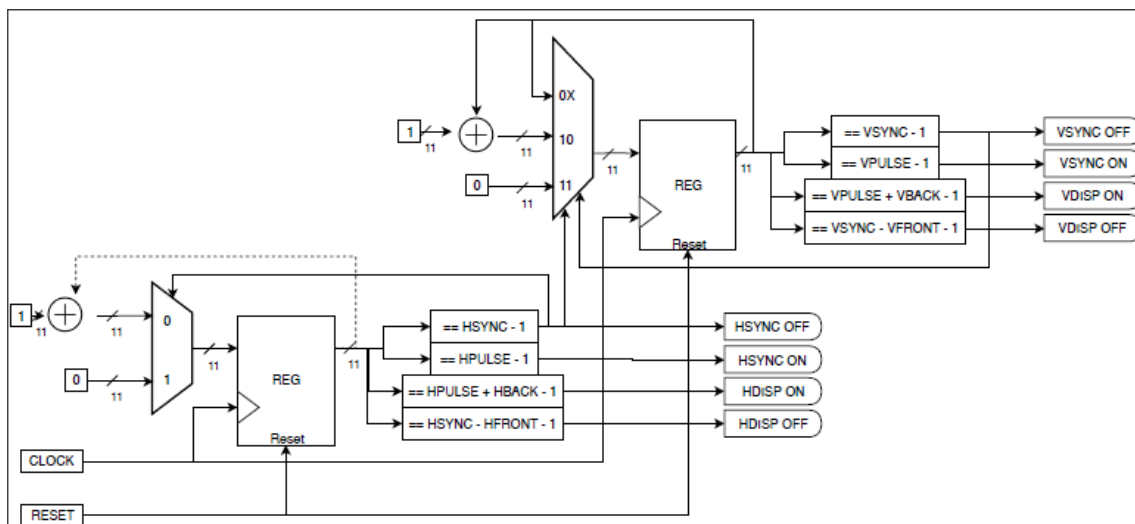 0X
1
11
10
11
0
11
11
11
REG
Reset
11
== VSYNC - 1
== VPULSE - 1
== VPULSE + VBACK - 1
== VSYNC - VFRONT - 1
VSYNC OFF
VSYNC ON
VDISP ON
VDISP OFF
1
11
11
0
0
11
1
11
REG
Reset
11
== HSYNC - 1
== HPULSE - 1
== HPULSE + HBACK - 1
== HSYNC - HFRONT - 1
HSYNC OFF
HSYNC ON
HDISP ON
HDISP OFF
CLOCK
RESET